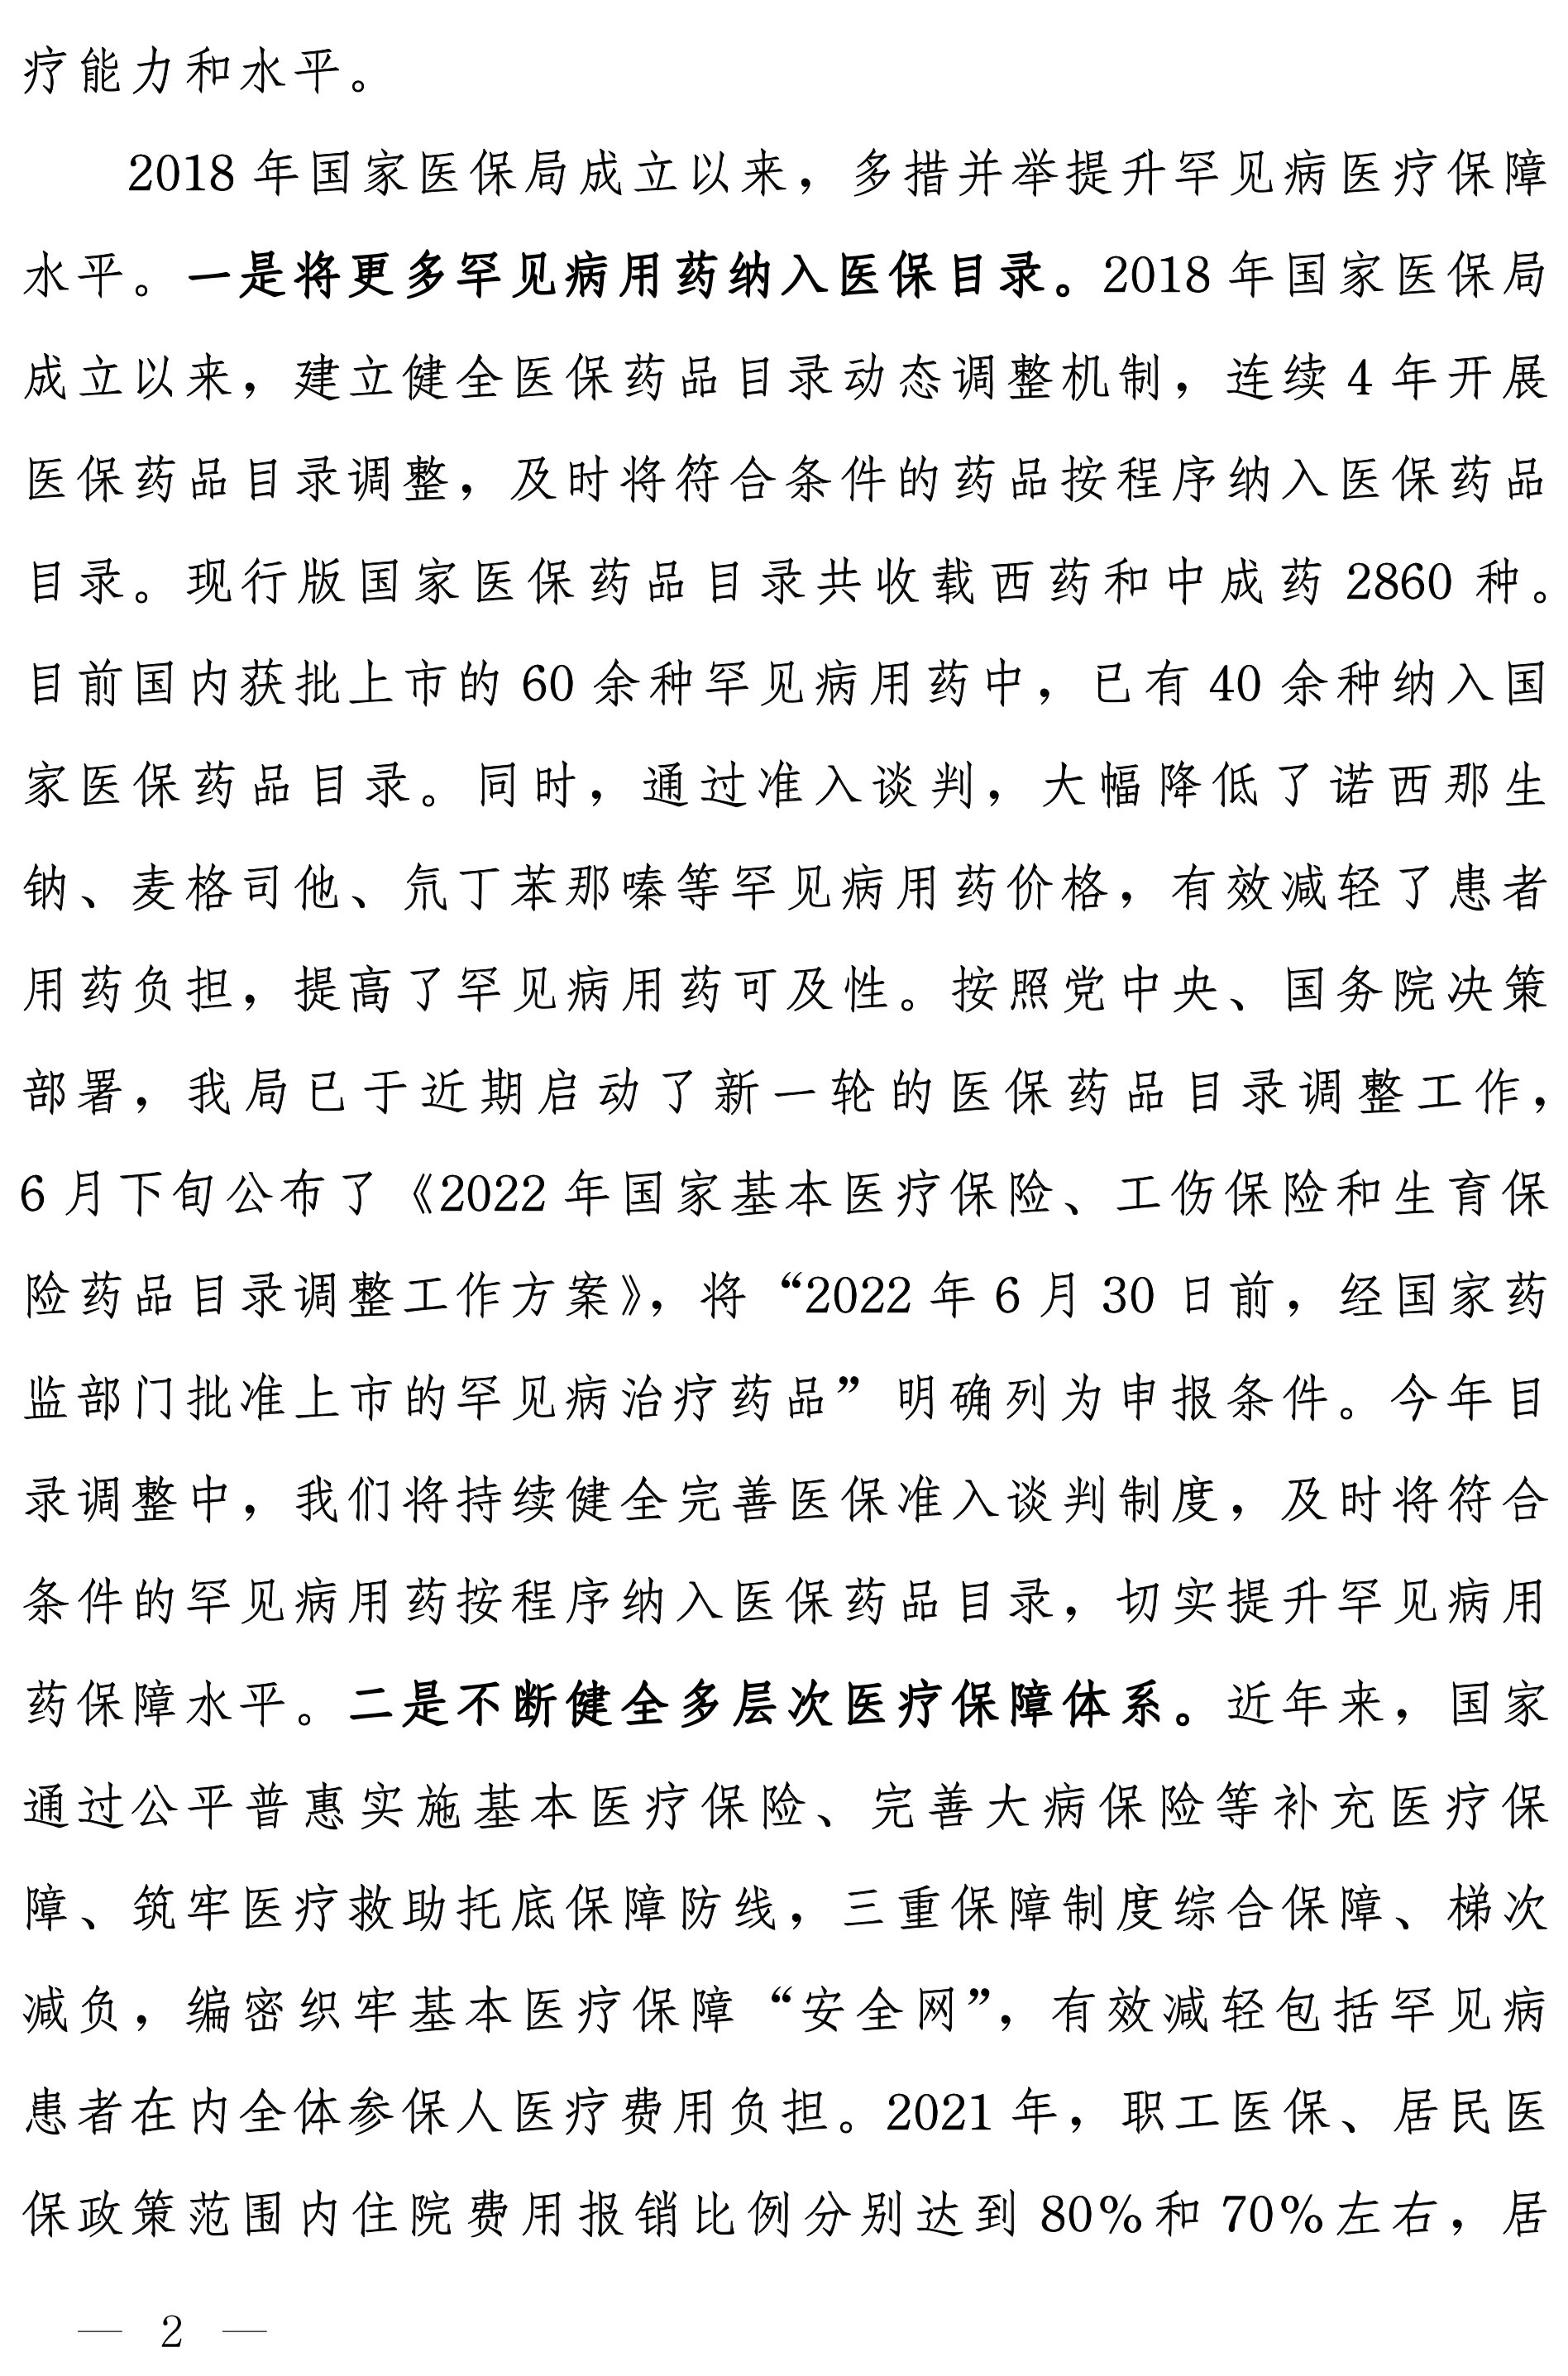 疗能力和水平。
2018年国家医保局成立以来，多措并举提升罕见病医疗保障
水平。一是将更多罕见病用药纳入医保目录。2018年国家医保局
成立以来，建立健全医保药品目录动态调整机制，连续4年开展
医保药品目录调整，及时将符合条件的药品按程序纳入医保药品
目录。现行版国家医保药品目录共收载西药和中成药2860种。
目前国内获批上市的60余种罕见病用药中，已有40余种纳入国
家医保药品目录。同时，通过准入谈判，大幅降低了诺西那生
钠、麦格司他、氘丁苯那嗪等罕见病用药价格，有效减轻了患者
用药负担，提高了罕见病用药可及性。按照党中央、国务院决策
部署，我局已于近期启动了新一轮的医保药品目录调整工作，
6月下旬公布了《2022年国家基本医疗保险、工伤保险和生育保
险药品目录调整工作方案》，将“2022年6月30日前，经国家药
监部门批准上市的罕见病治疗药品”明确列为申报条件。今年目
录调整中，我们将持续健全完善医保准入谈判制度，及时将符合
条件的罕见病用药按程序纳入医保药品目录，切实提升罕见病用
药保障水平。二是不断健全多层次医疗保障体系。近年来，国家
通过公平普惠实施基本医疗保险、完善大病保险等补充医疗保
障、筑牢医疗救助托底保障防线，三重保障制度综合保障、梯次
减负，编密织牢基本医疗保障“安全网”，有效减轻包括罕见病
患者在内全体参保人医疗费用负担。2021年，职工医保、居民医
保政策范围内住院费用报销比例分别达到80%和70%左右，居
— 2 —